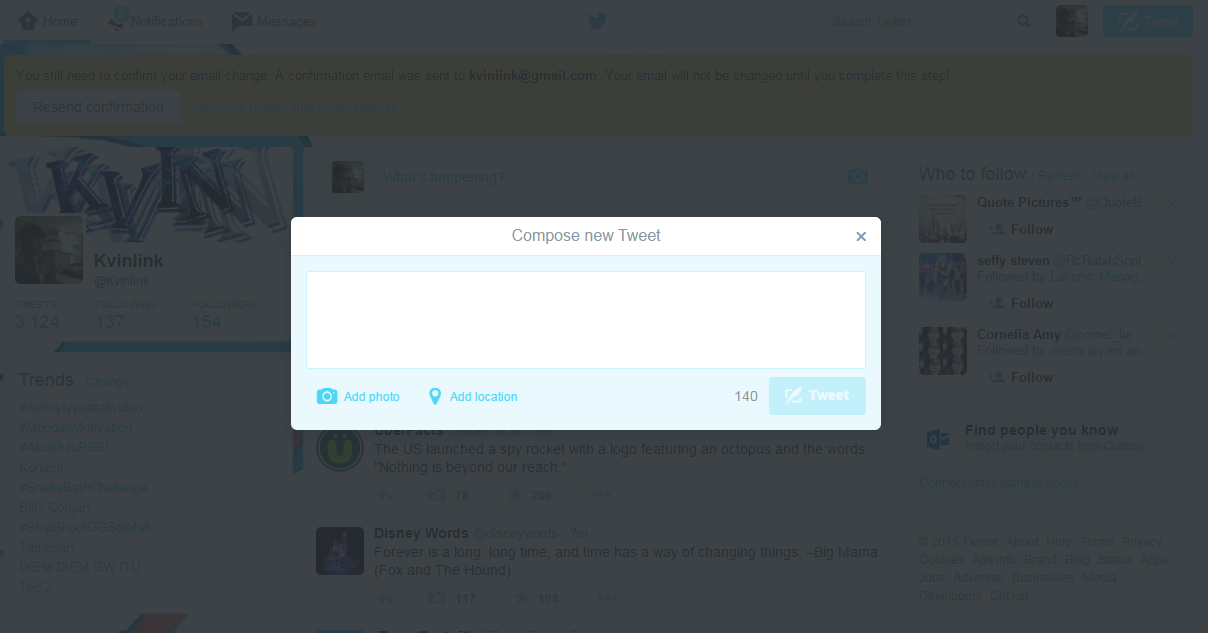 Home Notifications Messages Search Twitter Tweet
You still need to confirm your email change. A confirmation email was sent to kvinlink@gmail.com. Your email will not be changed until you complete this step!
Resend confirmation Cancel or update this email address.
KVINN
Kvinlink
@Kvinlink
TWEETS FOLLOWING FOLLOWERS
3.124 137 154
Trends · Change
#notmytypeofallvideo
#MondayMotivation
#AkuiDuluPSSI
Konami
#SnakeBathChallenge
Billy Corgan
#StopShootGGSdiMall
Tamerlan
DIEM DIEM GW ITU
Ted 2
What's happening?
Compose new Tweet
Add photo Add location 140 Tweet
UberFacts
The US launched a spy rocket with a logo featuring an octopus and the words
"Nothing is beyond our reach."
78 206
Disney Words @disneywords · 7m
Forever is a long, long time, and time has a way of changing things. –Big Mama
(Fox and The Hound)
117 108
Who to follow · Refresh · View all
Quote Pictures™ @QuoteB...
Follow
seffy steven @RcRabibSopl...
Followed by Laconic Manag...
Follow
Cornelia Amy @cornel_lie
Followed by metta aryani an...
Follow
Find people you know
Import your contacts from Outlook
Connect other address books
© 2015 Twitter About Help Terms Privacy
Cookies Ads info Brand Blog Status Apps
Jobs Advertise Businesses Media
Developers Cricket